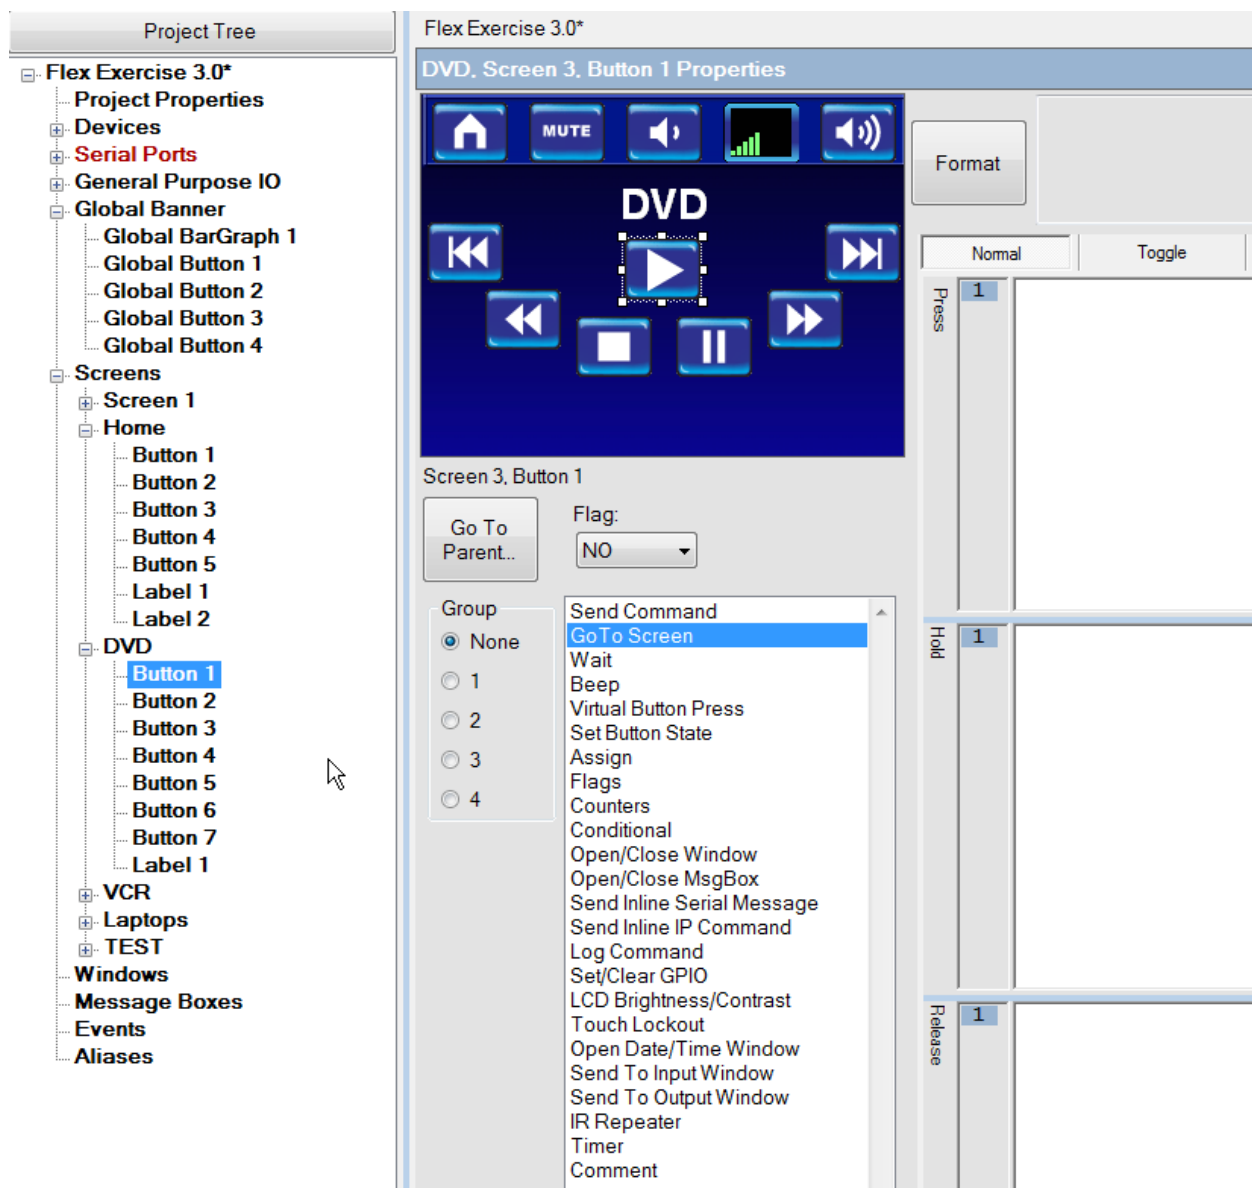 Project Tree
Flex Exercise 3.0*
Project Properties
Devices
Serial Ports
General Purpose IO
Global Banner
Global BarGraph 1
Global Button 1
Global Button 2
Global Button 3
Global Button 4
Screens
Screen 1
Home
Button 1
Button 2
Button 3
Button 4
Button 5
Label 1
Label 2
DVD
Button 1
Button 2
Button 3
Button 4
Button 5
Button 6
Button 7
Label 1
VCR
Laptops
TEST
Windows
Message Boxes
Events
Aliases
Flex Exercise 3.0*
DVD, Screen 3, Button 1 Properties
MUTE
DVD
Screen 3, Button 1
Go To
Parent...
Flag:
NO
Group
None
1
2
3
4
Send Command
GoTo Screen
Wait
Beep
Virtual Button Press
Set Button State
Assign
Flags
Counters
Conditional
Open/Close Window
Open/Close MsgBox
Send Inline Serial Message
Send Inline IP Command
Log Command
Set/Clear GPIO
LCD Brightness/Contrast
Touch Lockout
Open Date/Time Window
Send To Input Window
Send To Output Window
IR Repeater
Timer
Comment
Format
Normal
Toggle
Press
1
Hold
1
Release
1